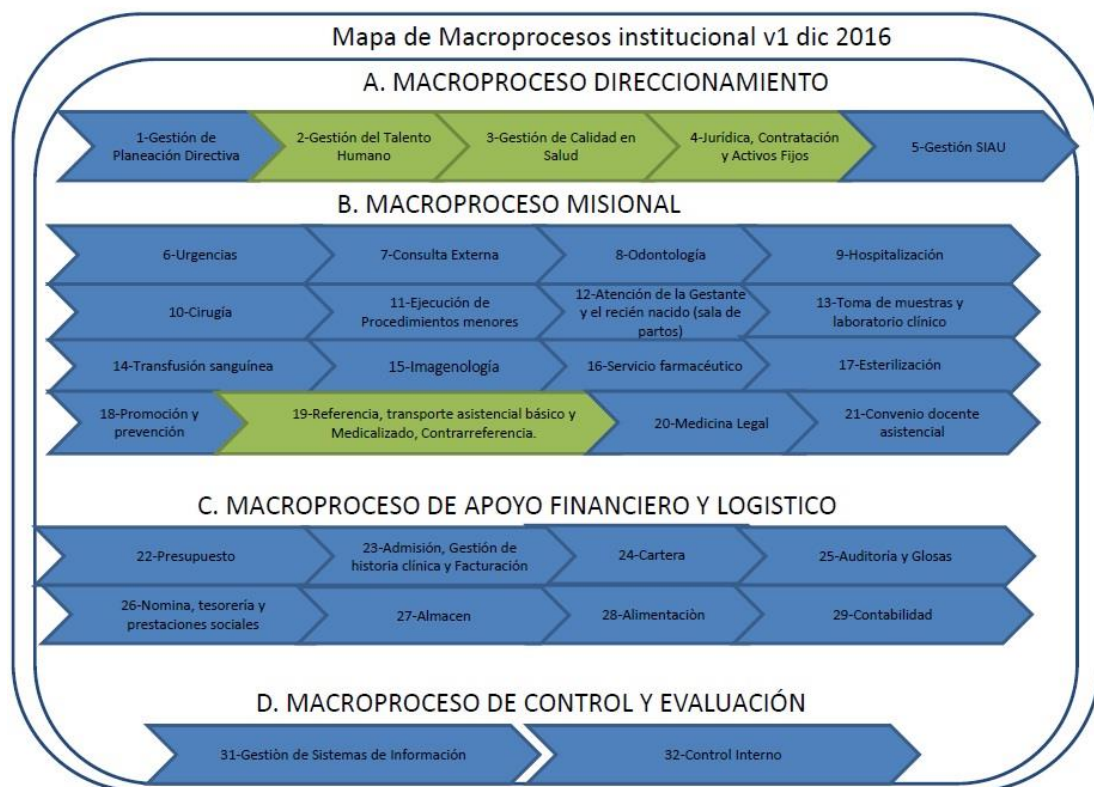 Mapa de Macroprocesos institucional v1 dic 2016
A. MACROPROCESO DIRECCIONAMIENTO
1-Gestión de
Planeación Directiva
2-Gestión del Talento
Humano
3-Gestión de Calidad en
Salud
4-Jurídica, Contratación
y Activos Fijos
5-Gestión SIAU
B. MACROPROCESO MISIONAL
6-Urgencias
7-Consulta Externa
8-Odontología
9-Hospitalización
10-Cirugía
11-Ejecución de
Procedimientos menores
12-Atención de la Gestante
y el recién nacido (sala de
partos)
13-Toma de muestras y
laboratorio clínico
14-Transfusión sanguínea
15-Imagenología
16-Servicio farmacéutico
17-Esterilización
18-Promoción y
prevención
19-Referencia, transporte asistencial básico y
Medicalizado, Contrarreferencia.
20-Medicina Legal
21-Convenio docente
asistencial
C. MACROPROCESO DE APOYO FINANCIERO Y LOGISTICO
22-Presupuesto
23-Admisión, Gestión de
historia clínica y Facturación
24-Cartera
25-Auditoría y Glosas
26-Nomina, tesorería y
prestaciones sociales
27-Almacen
28-Alimentaciòn
29-Contabilidad
D. MACROPROCESO DE CONTROL Y EVALUACIÓN
31-Gestiòn de Sistemas de Información
32-Control Interno